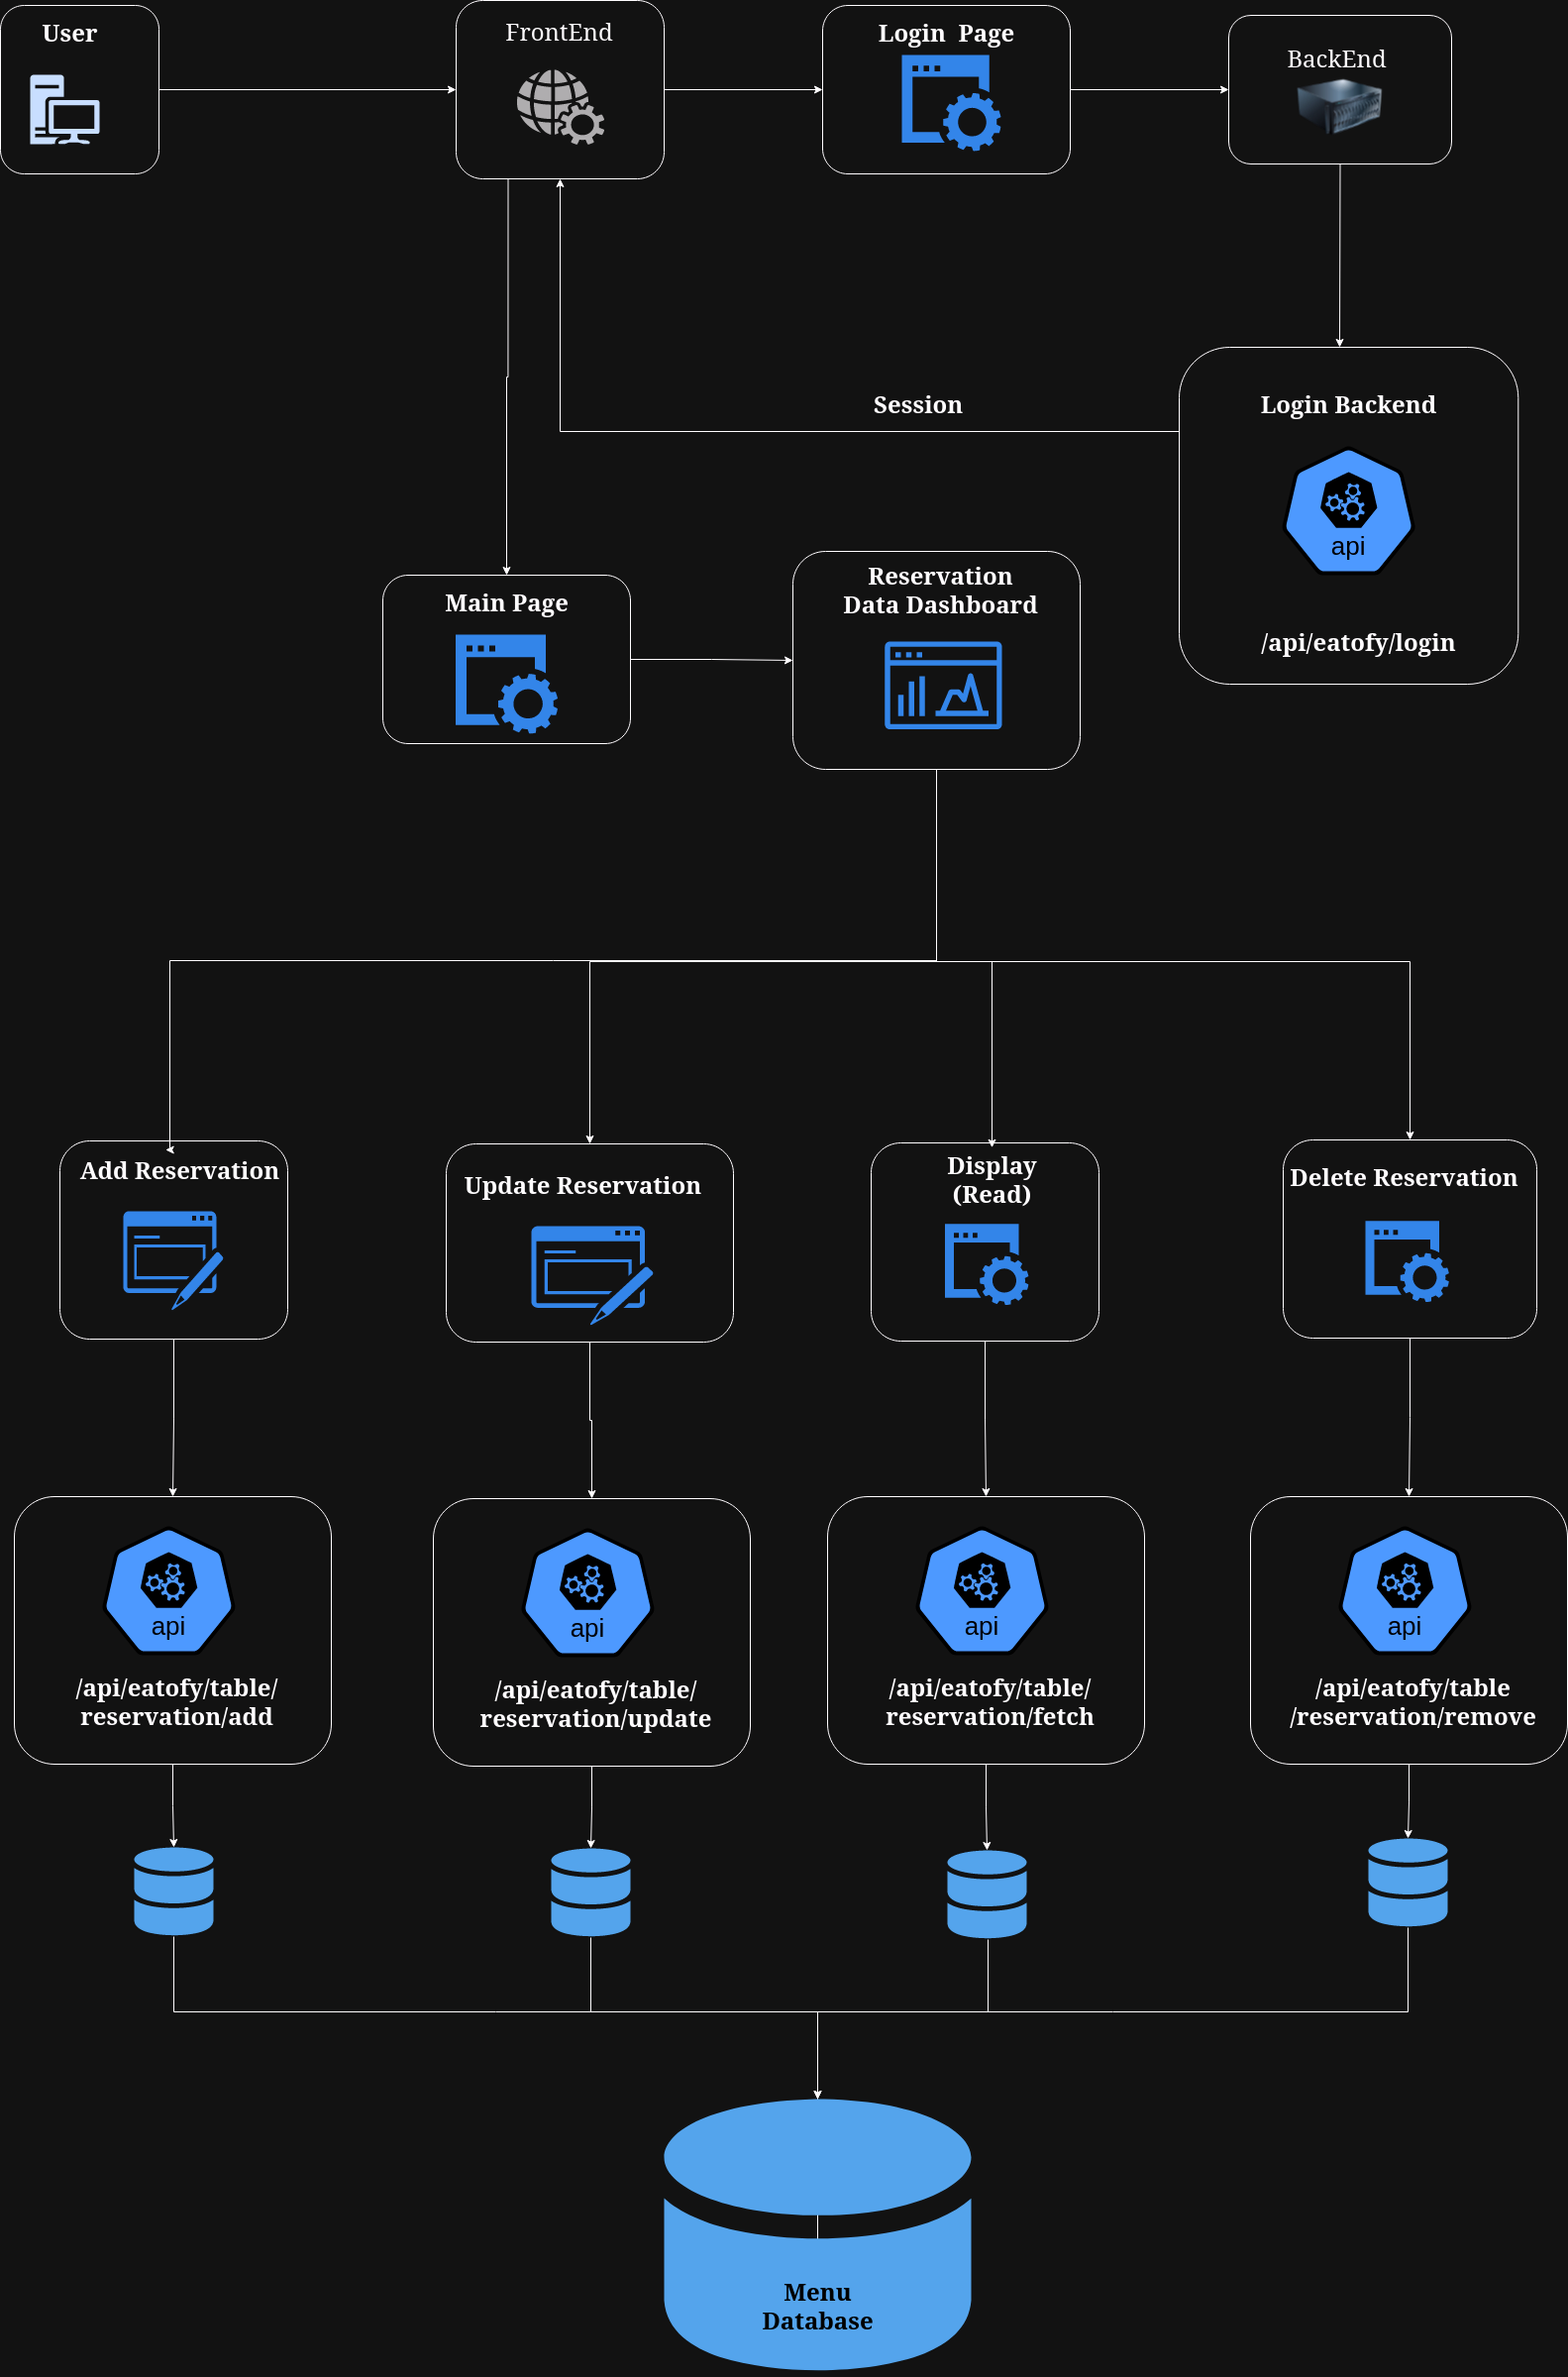 User
FrontEnd
Login  Page
BackEnd
Session
Login Backend
api
/api/eatofy/login
Main Page
Reservation
Data Dashboard
Add Reservation
Update Reservation
Display
(Read)
Delete Reservation
api
/api/eatofy/table/
reservation/add
api
/api/eatofy/table/
reservation/update
api
/api/eatofy/table/
reservation/fetch
api
/api/eatofy/table
/reservation/remove
Menu
Database